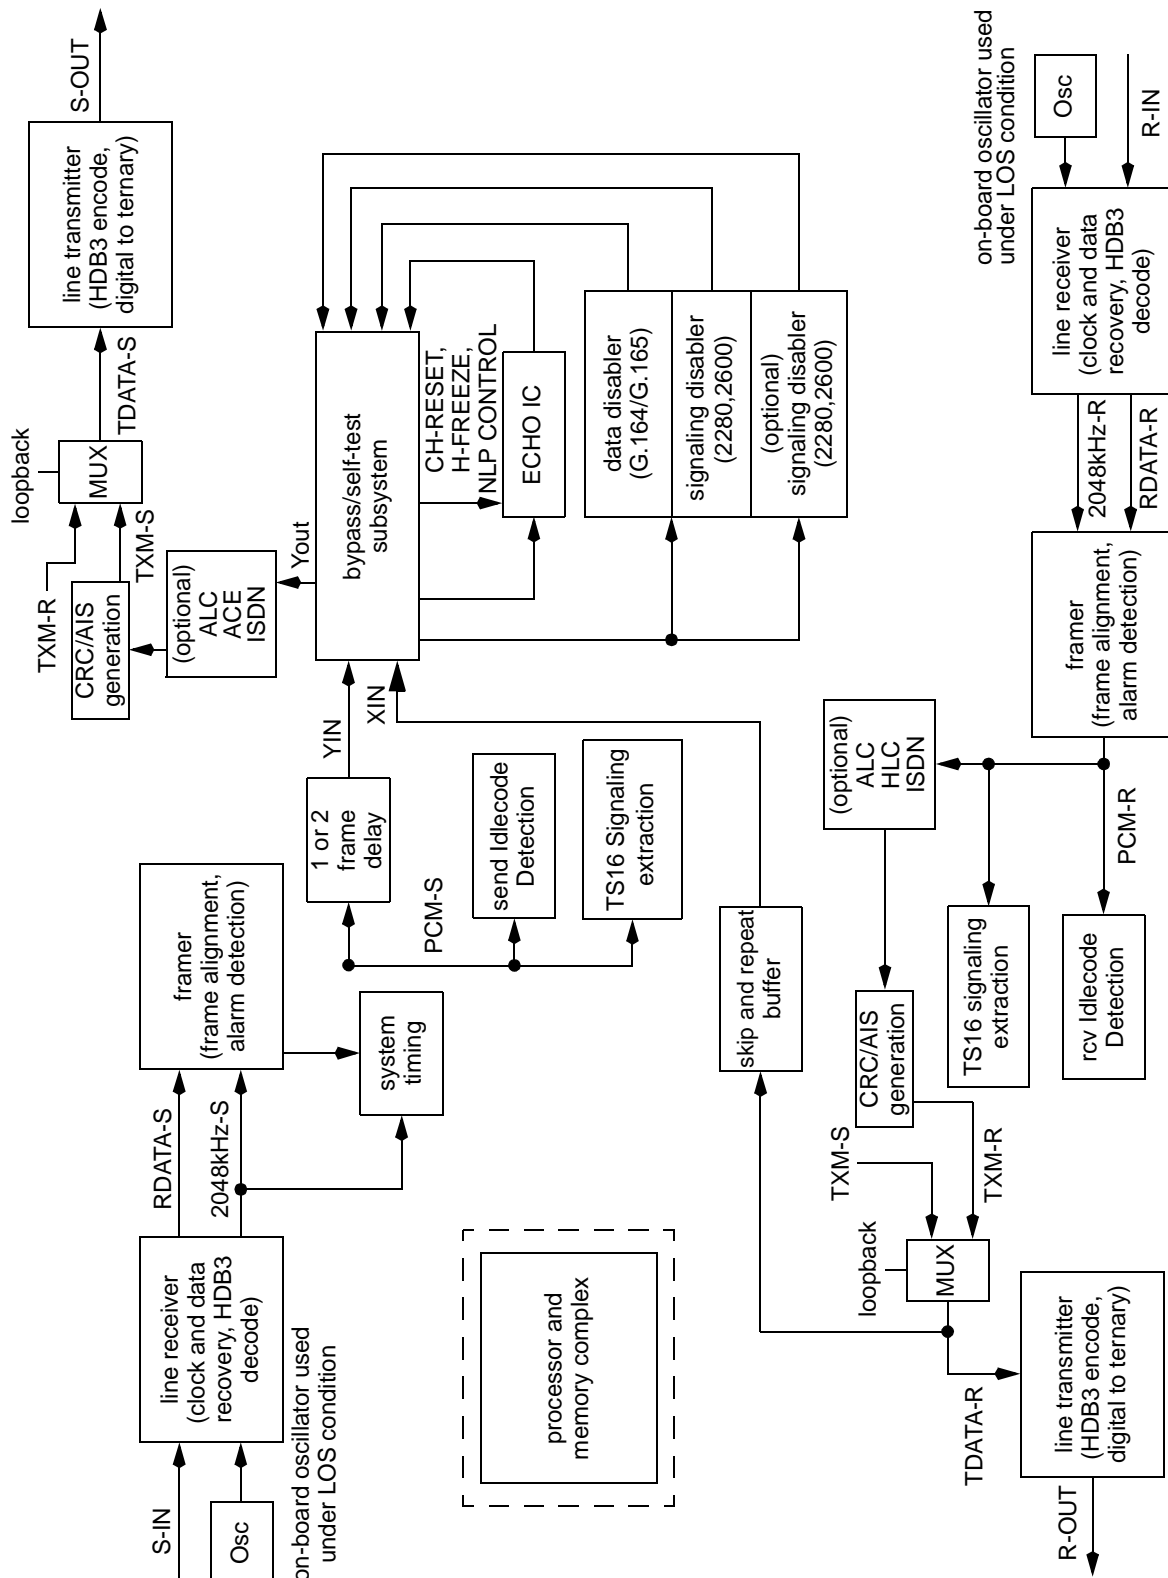 S-IN
Osc
on-board oscillator used
under LOS condition
line receiver
(clock and data
recovery, HDB3
decode)
RDATA-S
2048kHz-S
framer
(frame alignment,
alarm detection)
system
timing
PCM-S
1 or 2
frame
delay
send Idlecode
Detection
TS16 Signaling
extraction
YIN
XIN
bypass/self-test
subsystem
Yout
CH-RESET,
H-FREEZE,
NLP CONTROL
ECHO IC
data disabler
(G.164/G.165)
signaling disabler
(2280,2600)
(optional)
signaling disabler
(2280,2600)
(optional)
ALC
ACE
ISDN
CRC/AIS
generation
TXM-R
TXM-S
loopback
MUX
TDATA-S
line transmitter
(HDB3 encode,
digital to ternary)
S-OUT
processor and
memory complex
R-OUT
line transmitter
(HDB3 encode,
digital to ternary)
TDATA-R
loopback
MUX
TXM-S
TXM-R
skip and repeat
buffer
CRC/AIS
generation
(optional)
ALC
HLC
ISDN
TS16 signaling
extraction
rcv Idlecode
Detection
PCM-R
framer
(frame alignment,
alarm detection)
2048kHz-R
RDATA-R
line receiver
(clock and data
recovery, HDB3
decode)
on-board oscillator used
under LOS condition
Osc
R-IN